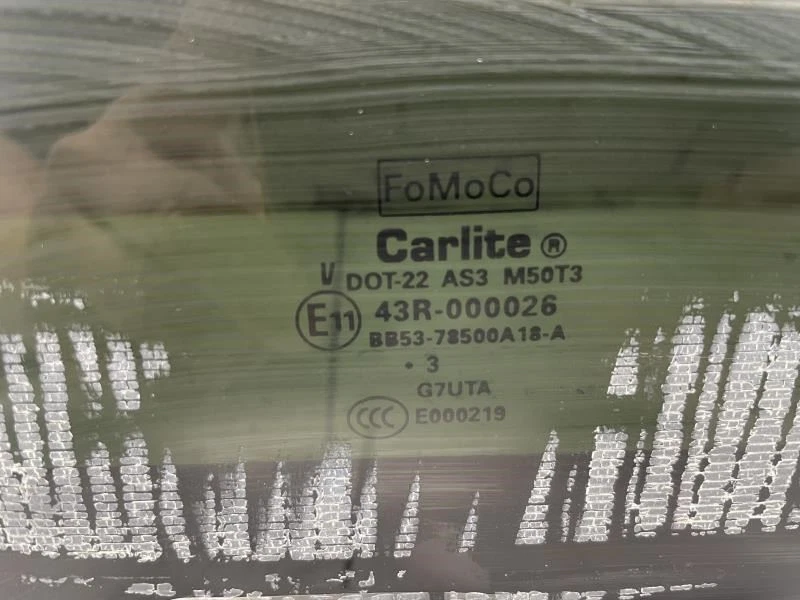 FoMoCo
Carlite ®
V DOT-22 AS3 M50T3
E11 43R-000026
BB53-78500A18-A
· 3
G7UTA
CCC E000219